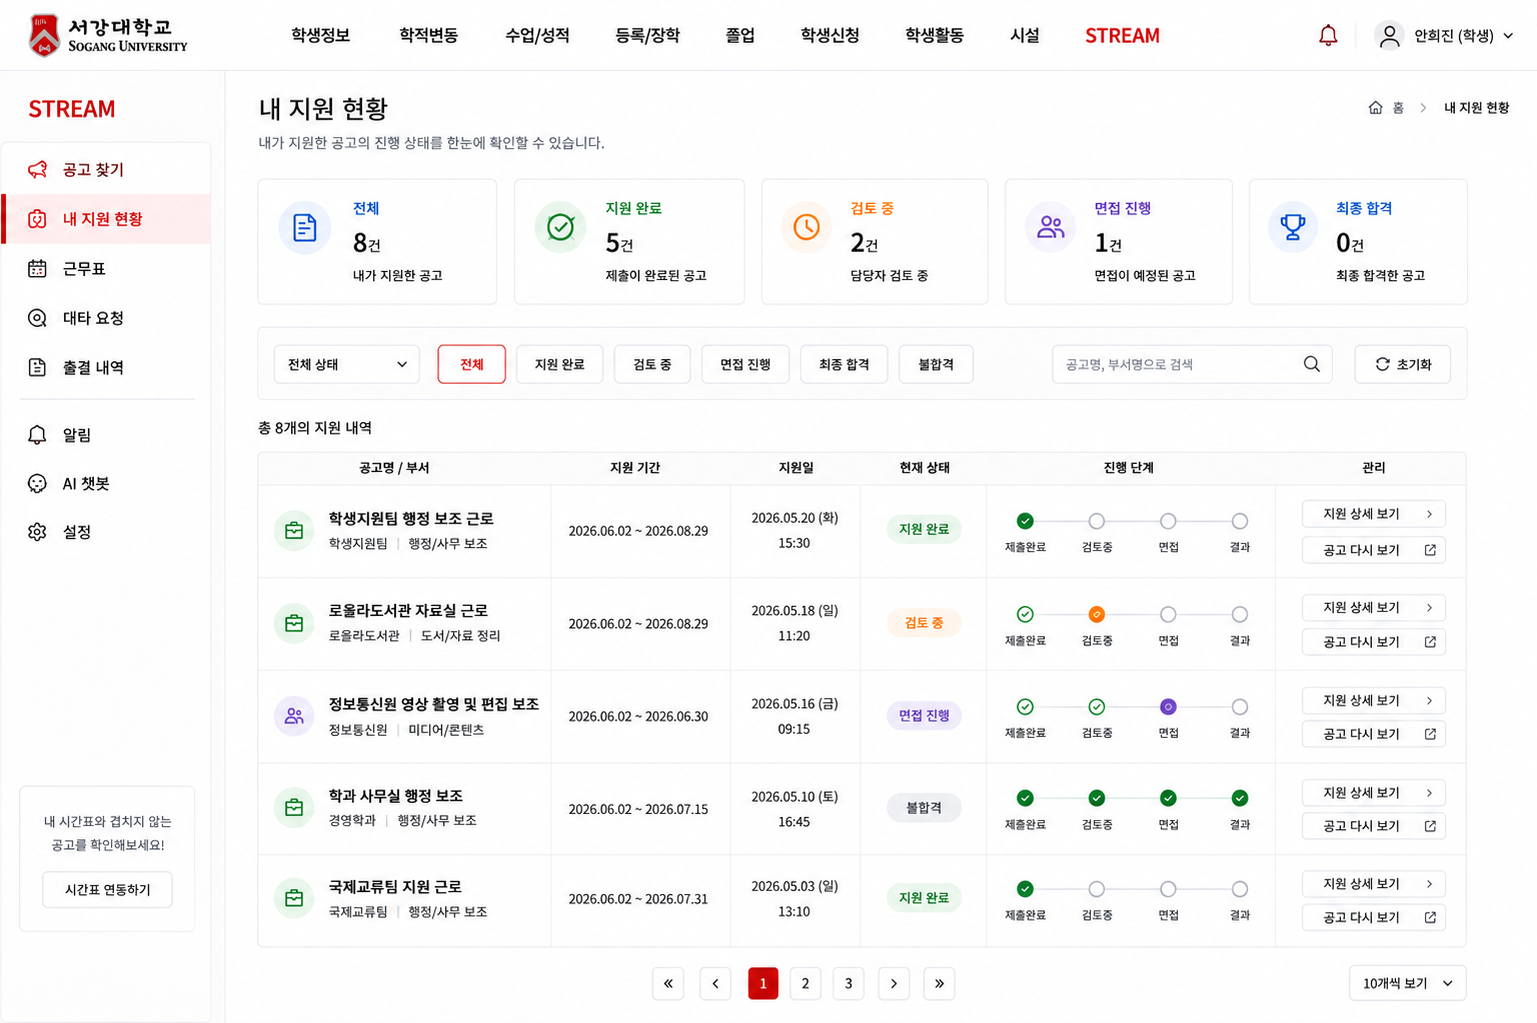 서강대학교
SOGANG UNIVERSITY
학생정보
학적변동
수업/성적
등록/장학
졸업
학생신청
학생활동
시설
STREAM
안희진 (학생)
STREAM
공고 찾기
내 지원 현황
근무표
대타 요청
출결 내역
알림
AI 챗봇
설정
내 시간표와 겹치지 않는
공고를 확인해보세요!
시간표 연동하기
내 지원 현황
홈
내 지원 현황
내가 지원한 공고의 진행 상태를 한눈에 확인할 수 있습니다.
전체
8건
내가 지원한 공고
지원 완료
5건
제출이 완료된 공고
검토 중
2건
담당자 검토 중
면접 진행
1건
면접이 예정된 공고
최종 합격
0건
최종 합격한 공고
전체 상태
전체
지원 완료
검토 중
면접 진행
최종 합격
불합격
공고명, 부서명으로 검색
초기화
총 8개의 지원 내역
공고명 / 부서
지원 기간
지원일
현재 상태
진행 단계
관리
학생지원팀 행정 보조 근로
학생지원팀 | 행정/사무 보조
2026.06.02 ~ 2026.08.29
2026.05.20 (화)
15:30
지원 완료
제출완료
검토중
면접
결과
지원 상세 보기
공고 다시 보기
로욜라도서관 자료실 근로
로욜라도서관 | 도서/자료 정리
2026.06.02 ~ 2026.08.29
2026.05.18 (일)
11:20
검토 중
제출완료
검토중
면접
결과
지원 상세 보기
공고 다시 보기
정보통신원 영상 촬영 및 편집 보조
정보통신원 | 미디어/콘텐츠
2026.06.02 ~ 2026.06.30
2026.05.16 (금)
09:15
면접 진행
제출완료
검토중
면접
결과
지원 상세 보기
공고 다시 보기
학과 사무실 행정 보조
경영학과 | 행정/사무 보조
2026.06.02 ~ 2026.07.15
2026.05.10 (토)
16:45
불합격
제출완료
검토중
면접
결과
지원 상세 보기
공고 다시 보기
국제교류팀 지원 근로
국제교류팀 | 행정/사무 보조
2026.06.02 ~ 2026.07.31
2026.05.03 (일)
13:10
지원 완료
제출완료
검토중
면접
결과
지원 상세 보기
공고 다시 보기
« ‹ 1 2 3 › »
10개씩 보기